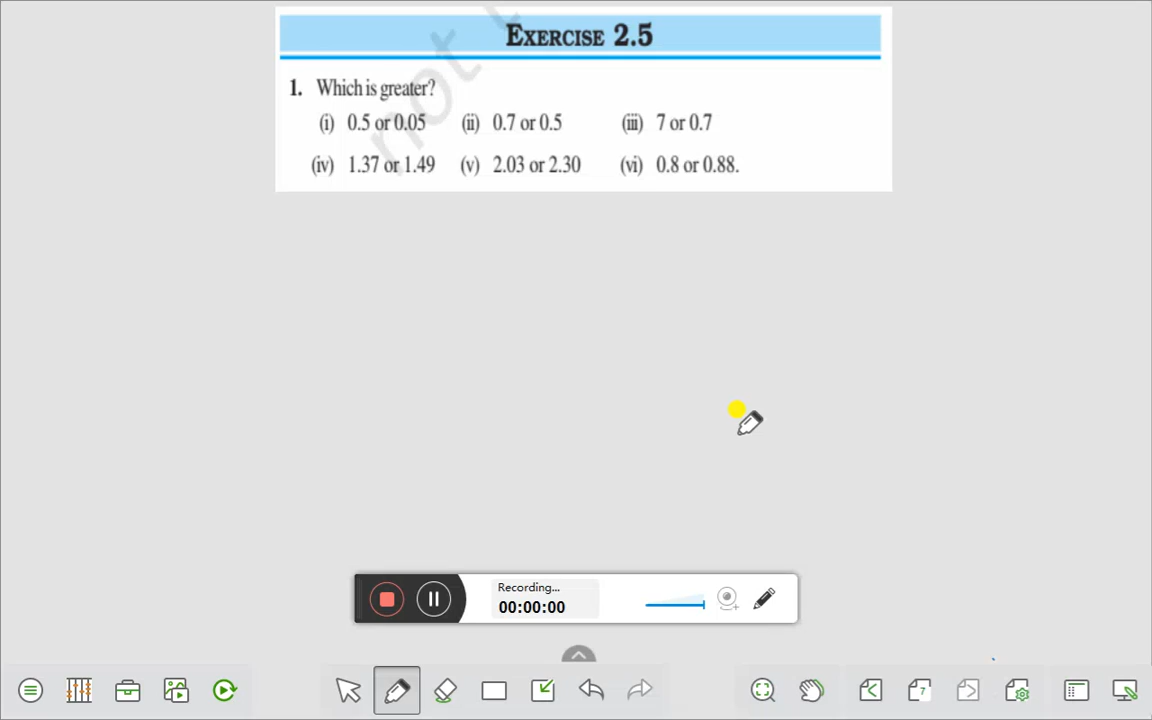 EXERCISE 2.5
1. Which is greater?
(i) 0.5 or 0.05 (ii) 0.7 or 0.5 (iii) 7 or 0.7
(iv) 1.37 or 1.49 (v) 2.03 or 2.30 (vi) 0.8 or 0.88.
not
Recording...
00:00:00
7